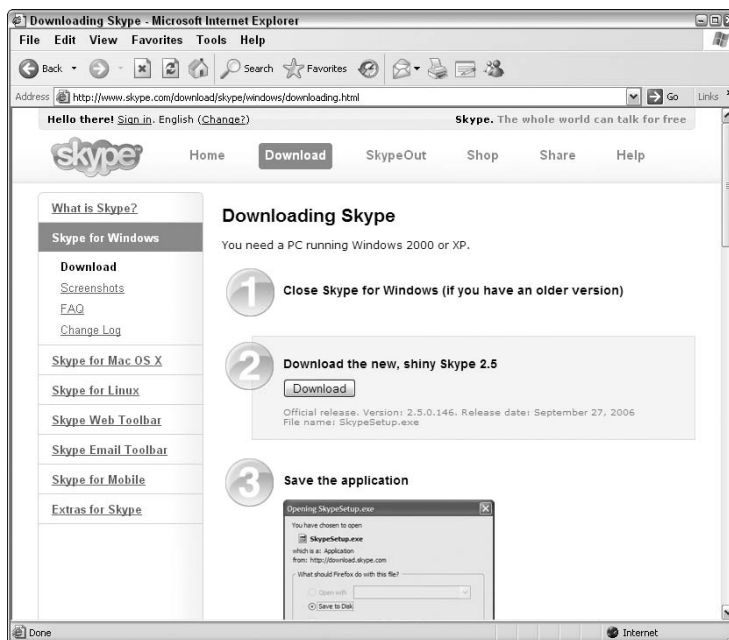 Downloading Skype - Microsoft Internet Explorer
File Edit View Favorites Tools Help
Back Search Favorites
Address http://www.skype.com/download/skype/windows/downloading.html Go Links
Hello there! Sign in. English (Change?) Skype. The whole world can talk for free
skype Home Download SkypeOut Shop Share Help
What is Skype?
Skype for Windows
Download
Screenshots
FAQ
Change Log
Skype for Mac OS X
Skype for Linux
Skype Web Toolbar
Skype Email Toolbar
Skype for Mobile
Extras for Skype
Downloading Skype
You need a PC running Windows 2000 or XP.
1 Close Skype for Windows (if you have an older version)
2 Download the new, shiny Skype 2.5
Download
Official release. Version: 2.5.0.146. Release date: September 27, 2006
File name: SkypeSetup.exe
3 Save the application
Opening SkypeSetup.exe
You have chosen to open
SkypeSetup.exe
which is a: Application
from: http://download.skype.com
What should Firefox do with this file?
Open with
Save to Disk
Done Internet